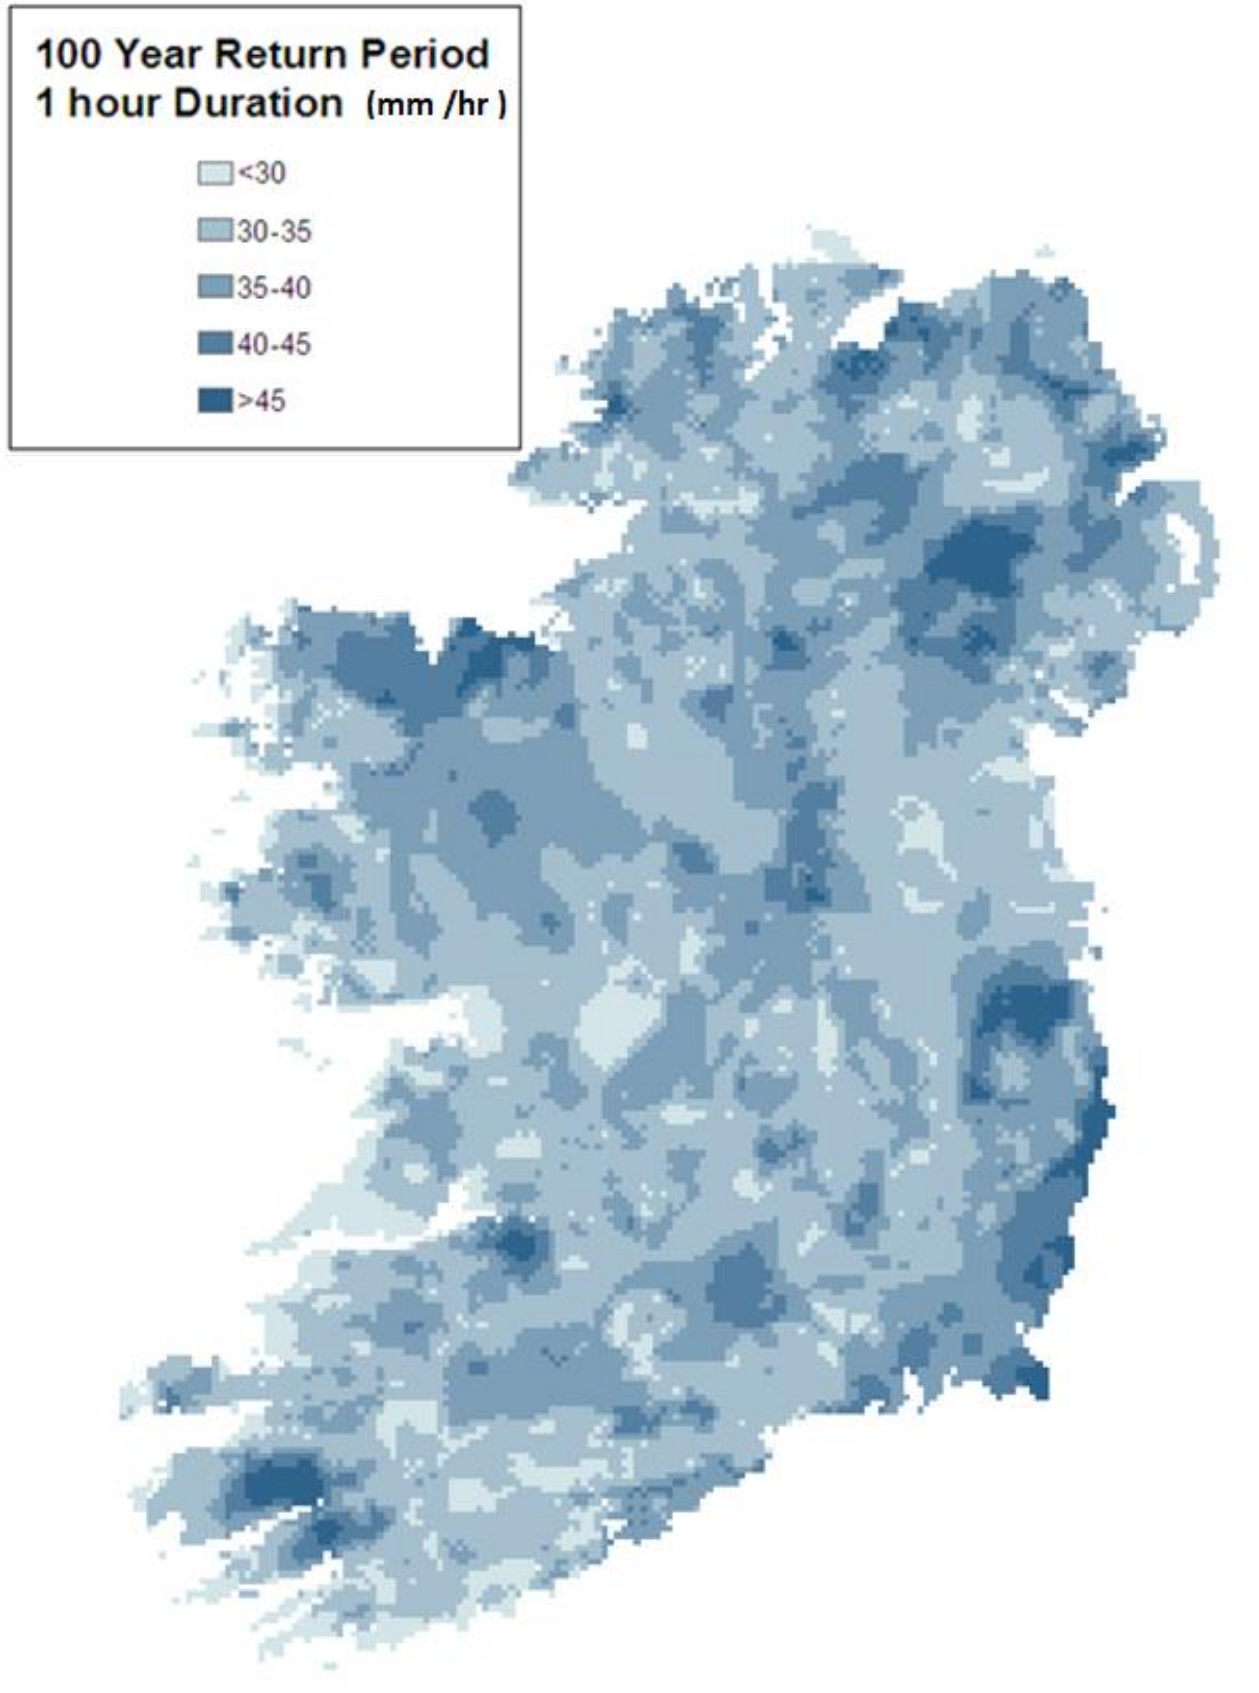 100 Year Return Period
1 hour Duration (mm /hr )
<30
30-35
35-40
40-45
>45